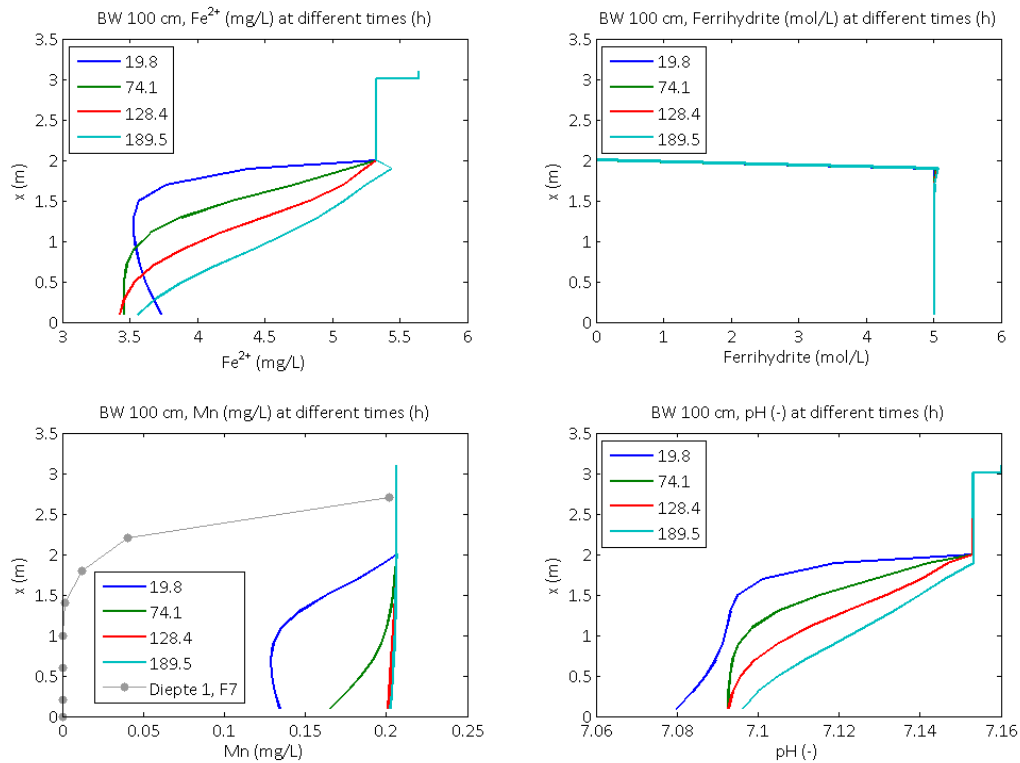 BW 100 cm, Fe²⁺ (mg/L) at different times (h)
3.5
3
2.5
2
1.5
1
0.5
0
x (m)
19.8
74.1
128.4
189.5
3 3.5 4 4.5 5 5.5 6
Fe²⁺ (mg/L)
BW 100 cm, Ferrihydrite (mol/L) at different times (h)
3.5
3
2.5
2
1.5
1
0.5
0
x (m)
19.8
74.1
128.4
189.5
0 1 2 3 4 5 6
Ferrihydrite (mol/L)
BW 100 cm, Mn (mg/L) at different times (h)
3.5
3
2.5
2
1.5
1
0.5
0
x (m)
19.8
74.1
128.4
189.5
Diepte 1, F7
0 0.05 0.1 0.15 0.2 0.25
Mn (mg/L)
BW 100 cm, pH (-) at different times (h)
3.5
3
2.5
2
1.5
1
0.5
0
x (m)
19.8
74.1
128.4
189.5
7.06 7.08 7.1 7.12 7.14 7.16
pH (-)